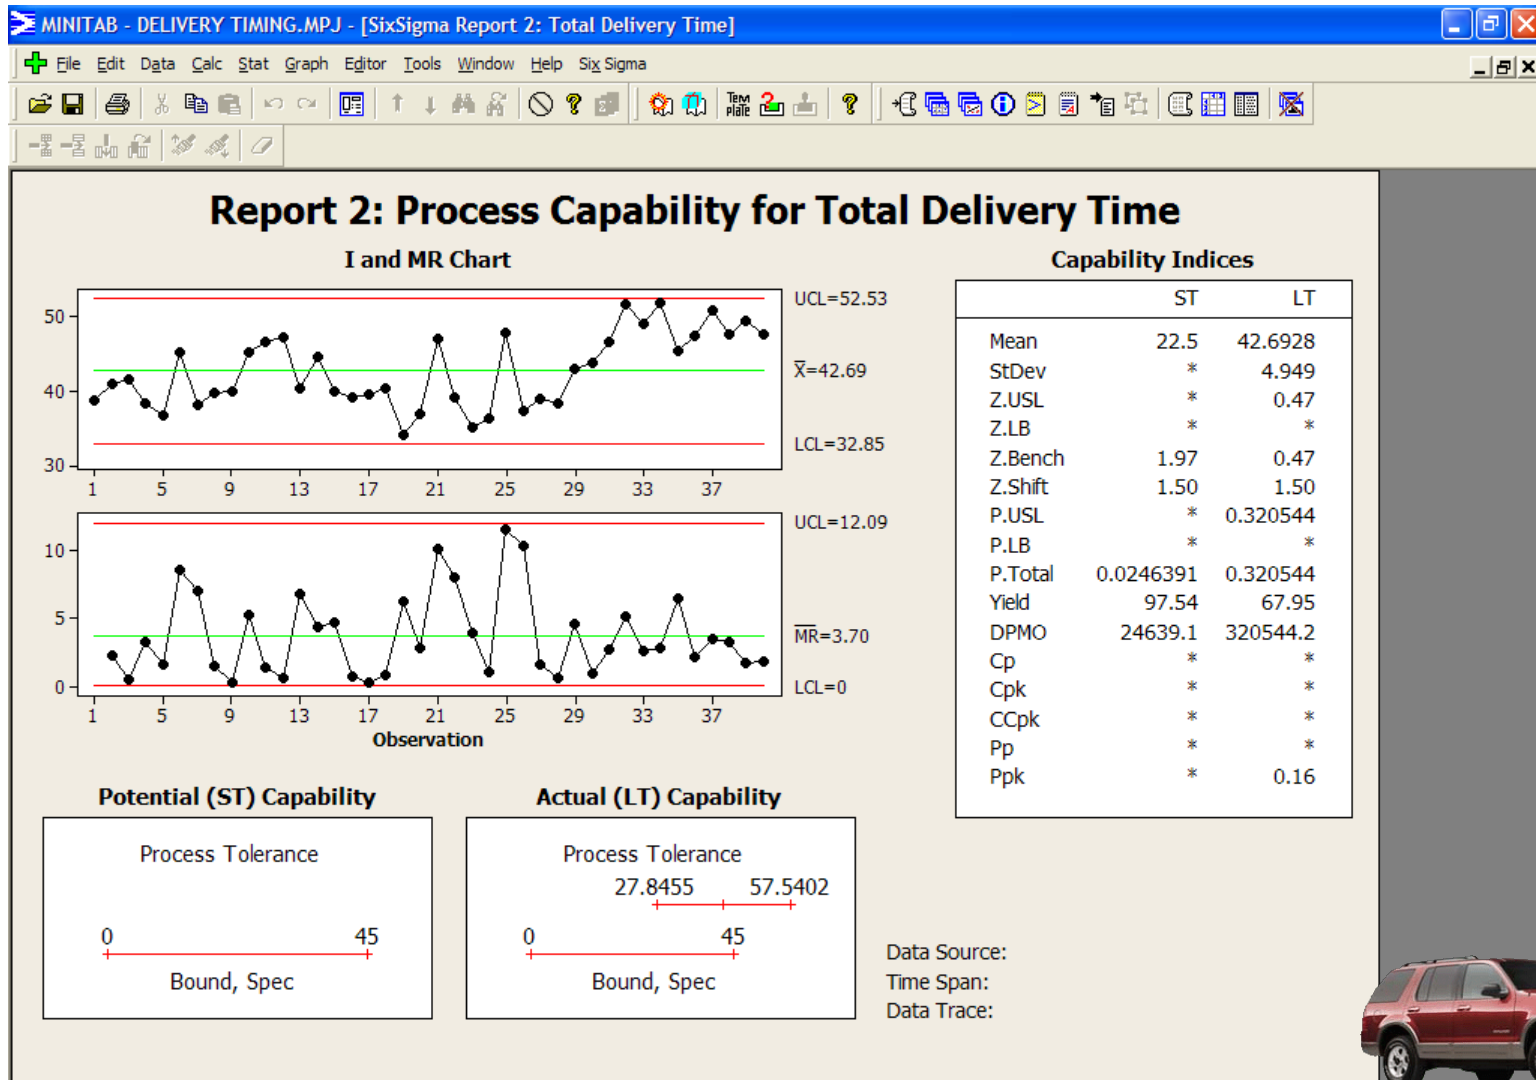 MINITAB - DELIVERY TIMING.MPJ - [SixSigma Report 2: Total Delivery Time]
File Edit Data Calc Stat Graph Editor Tools Window Help Six Sigma
Tem
plate
Report 2: Process Capability for Total Delivery Time
I and MR Chart
50
40
30
UCL=52.53
X̅=42.69
LCL=32.85
1 5 9 13 17 21 25 29 33 37
10
5
0
UCL=12.09
M̅R̅=3.70
LCL=0
1 5 9 13 17 21 25 29 33 37
Observation
Capability Indices
ST LT
Mean 22.5 42.6928
StDev * 4.949
Z.USL * 0.47
Z.LB * *
Z.Bench 1.97 0.47
Z.Shift 1.50 1.50
P.USL * 0.320544
P.LB * *
P.Total 0.0246391 0.320544
Yield 97.54 67.95
DPMO 24639.1 320544.2
Cp * *
Cpk * *
CCpk * *
Pp * *
Ppk * 0.16
Potential (ST) Capability
Process Tolerance
0 45
Bound, Spec
Actual (LT) Capability
Process Tolerance
27.8455 57.5402
0 45
Bound, Spec
Data Source:
Time Span:
Data Trace: